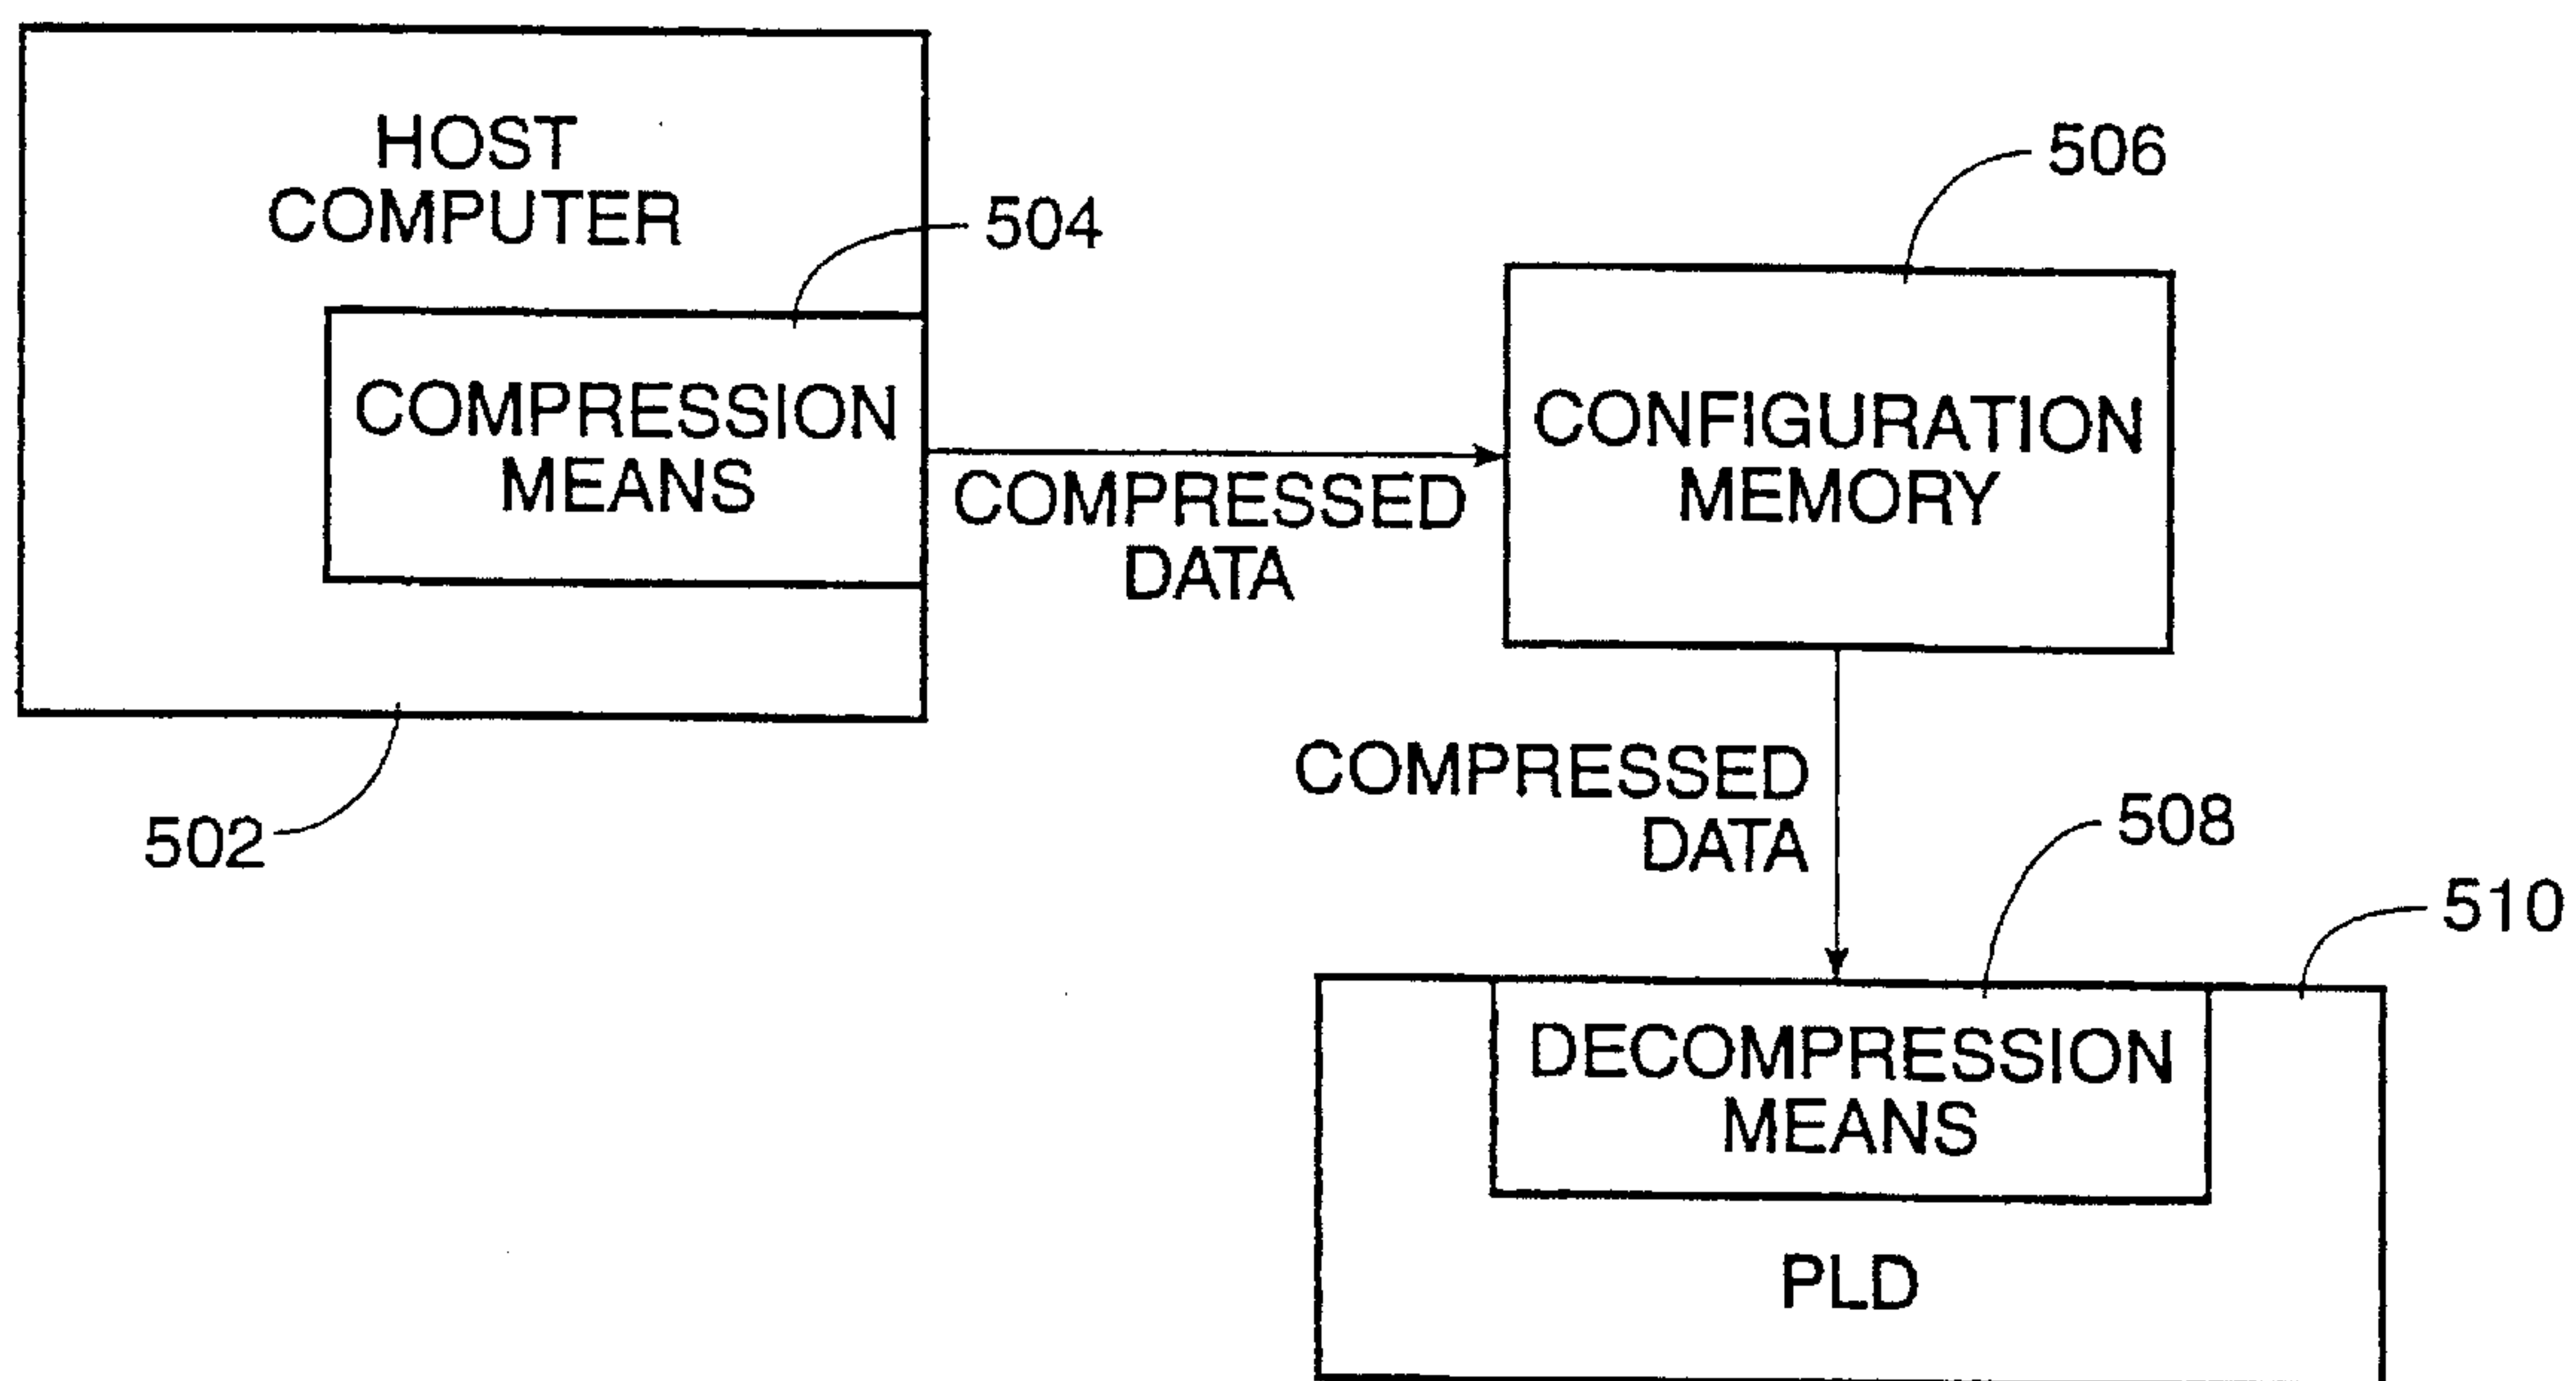 HOST
COMPUTER
504
COMPRESSION
MEANS
502
COMPRESSED
DATA
506
CONFIGURATION
MEMORY
COMPRESSED
DATA
508
510
DECOMPRESSION
MEANS
PLD